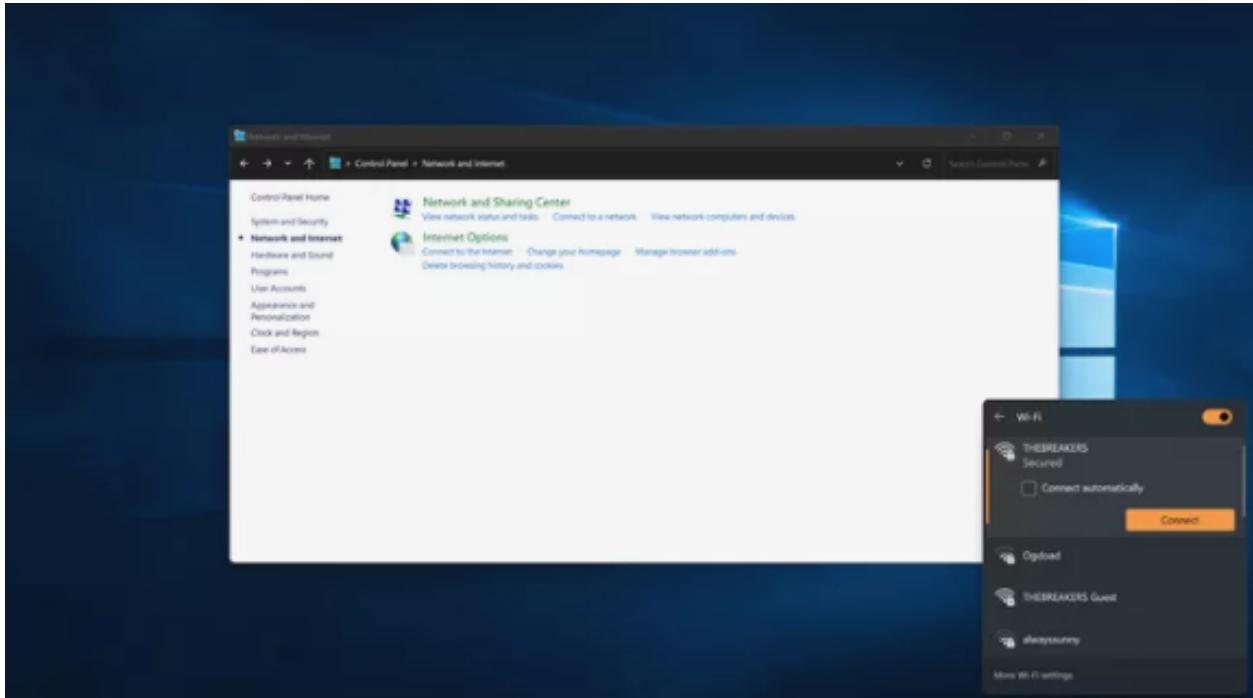 Network and Internet
Control Panel > Network and Internet
Search Control Panel
Control Panel Home
System and Security
Network and Internet
Hardware and Sound
Programs
User Accounts
Appearance and
Personalization
Clock and Region
Ease of Access
Network and Sharing Center
View network status and tasks Connect to a network View network computers and devices
Internet Options
Connect to the Internet Change your homepage Manage browser add-ons
Delete browsing history and cookies
Wi-Fi
THEBREAKERS
Secured
Connect automatically
Connect
Ogdoad
THEBREAKERS Guest
alwayssunny
More Wi-Fi settings